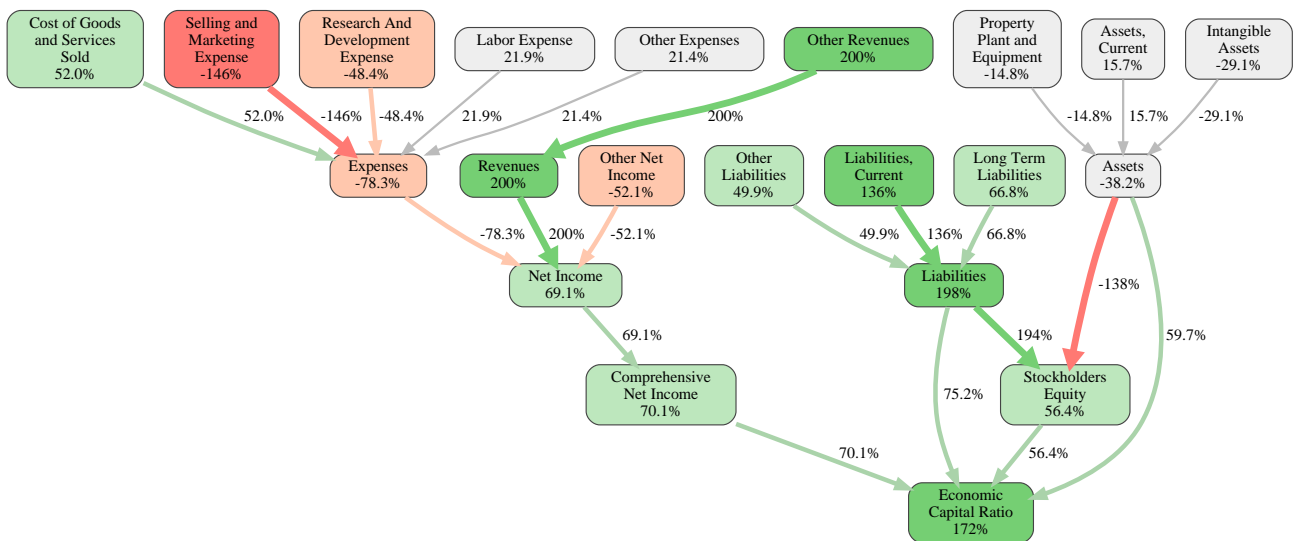 Cost of Goods
and Services
Sold
52.0%
Selling and
Marketing
Expense
-146%
Research And
Development
Expense
-48.4%
Labor Expense
21.9%
Other Expenses
21.4%
Other Revenues
200%
Property
Plant and
Equipment
-14.8%
Assets,
Current
15.7%
Intangible
Assets
-29.1%
52.0%
-146%
-48.4%
21.9%
21.4%
200%
-14.8%
15.7%
-29.1%
Expenses
-78.3%
Revenues
200%
Other Net
Income
-52.1%
Other
Liabilities
49.9%
Liabilities,
Current
136%
Long Term
Liabilities
66.8%
Assets
-38.2%
-78.3%
200%
-52.1%
49.9%
136%
66.8%
Net Income
69.1%
Liabilities
198%
-138%
69.1%
194%
59.7%
Comprehensive
Net Income
70.1%
75.2%
Stockholders
Equity
56.4%
70.1%
56.4%
Economic
Capital Ratio
172%